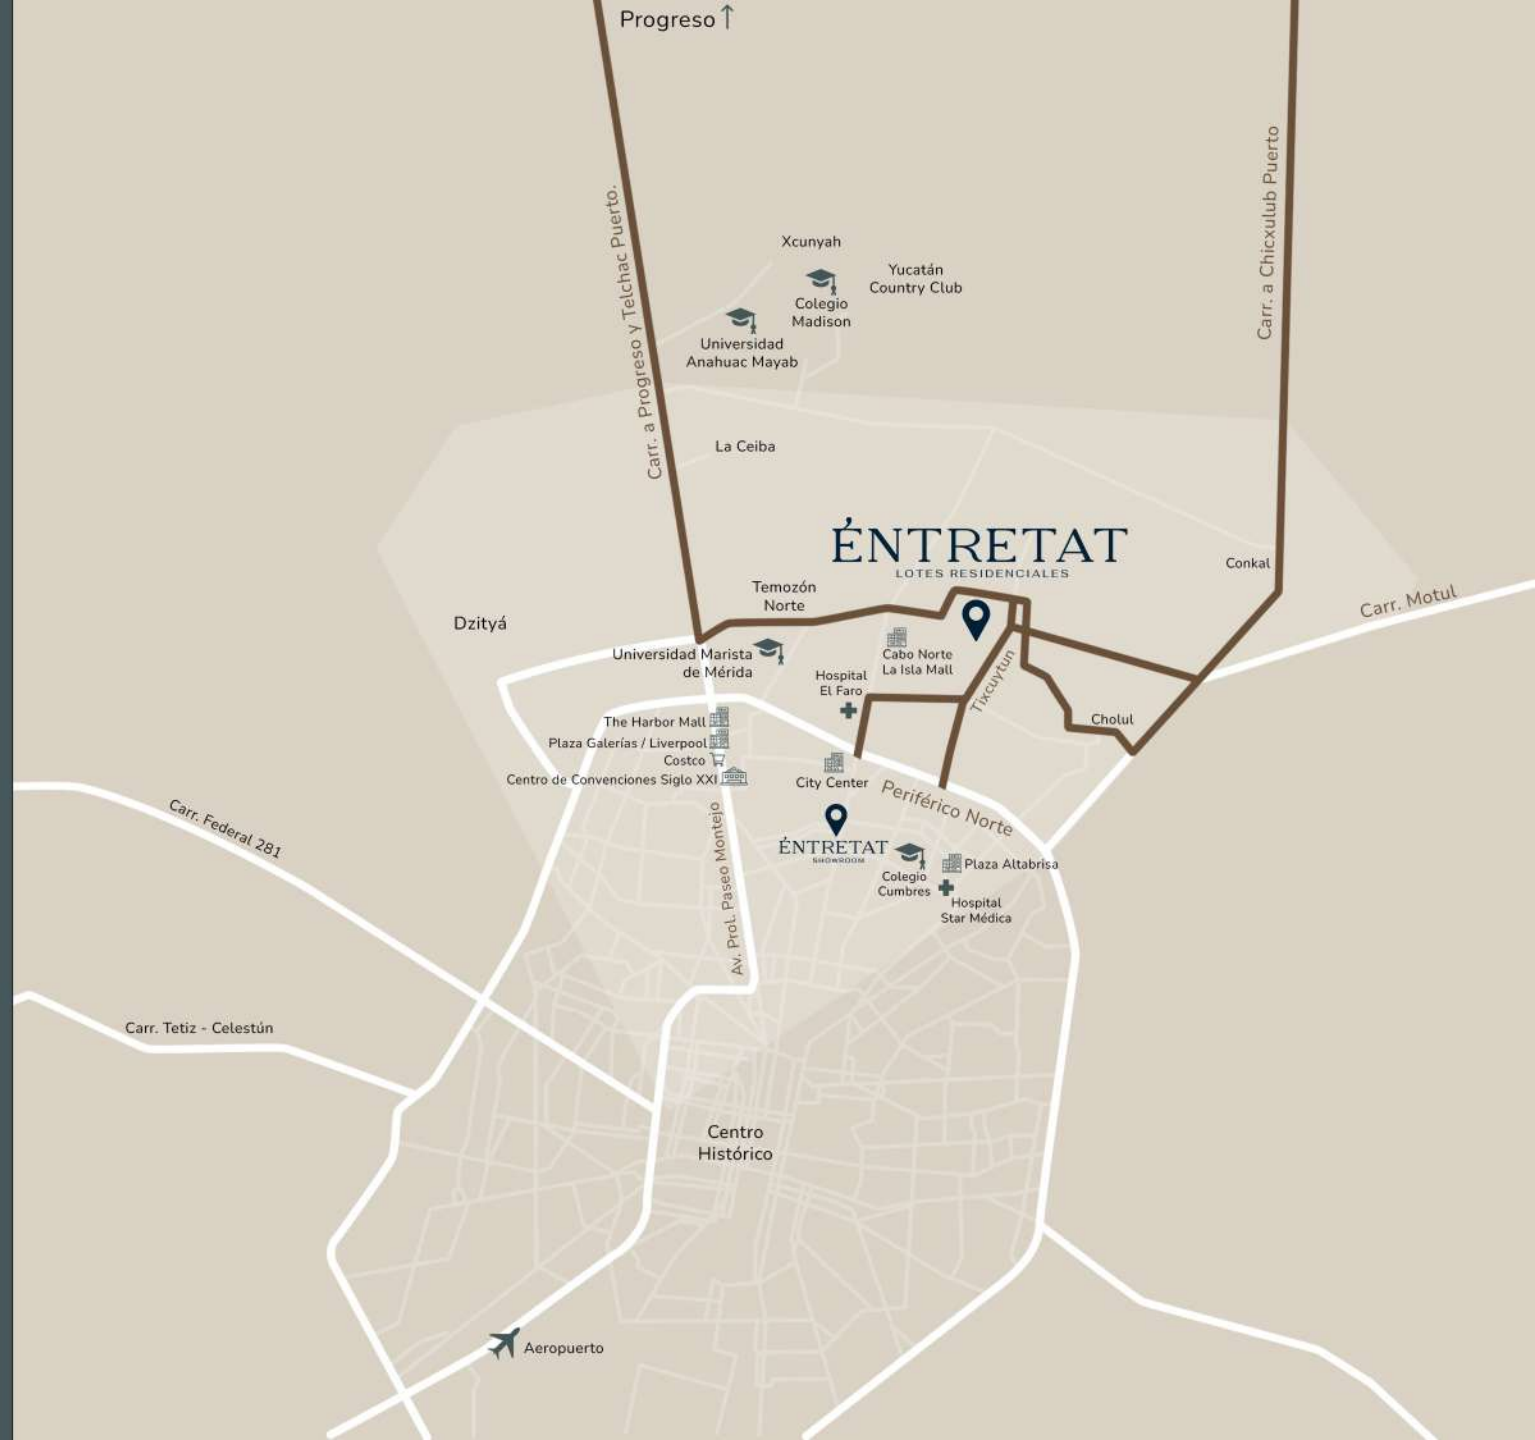 Progreso ↑
Carr. a Progreso y Telchac Puerto.
Carr. a Chicxulub Puerto
Xcunyah
Yucatán
Country Club
Colegio
Madison
Universidad
Anahuac Mayab
La Ceiba
ÉNTRETAT
LOTES RESIDENCIALES
Conkal
Temozón
Norte
Carr. Motul
Dzityá
Universidad Marista
de Mérida
Cabo Norte
La Isla Mall
Hospital
El Faro
Tixcuytun
Cholul
The Harbor Mall
Plaza Galerías / Liverpool
Costco
Centro de Convenciones Siglo XXI
City Center
Periférico Norte
Carr. Federal 281
Av. Prol. Paseo Montejo
ÉNTRETAT
SHOWROOM
Colegio
Cumbres
Plaza Altabrisa
Hospital
Star Médica
Carr. Tetiz - Celestún
Centro
Histórico
Aeropuerto